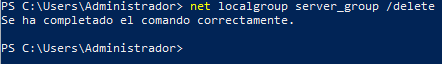 PS C:\Users\Administrador> net localgroup server_group /delete
Se ha completado el comando correctamente.
PS C:\Users\Administrador>